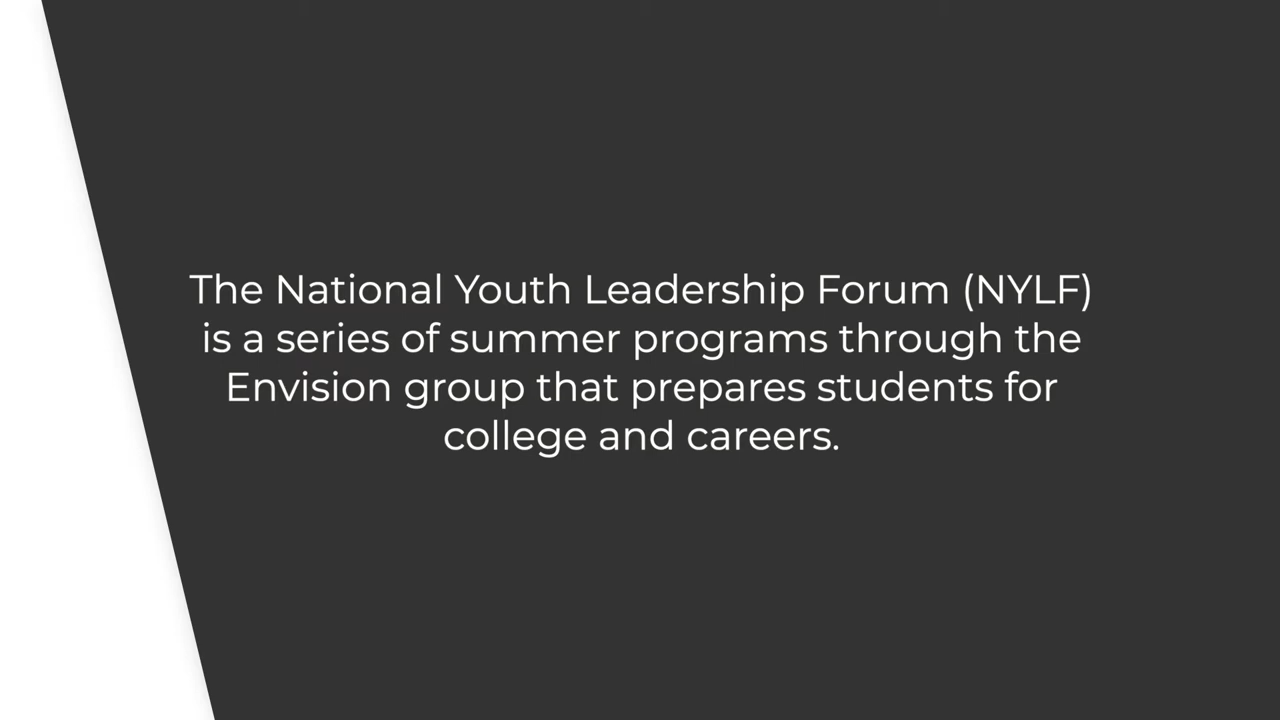 The National Youth Leadership Forum (NYLF)
is a series of summer programs through the
Envision group that prepares students for
college and careers.